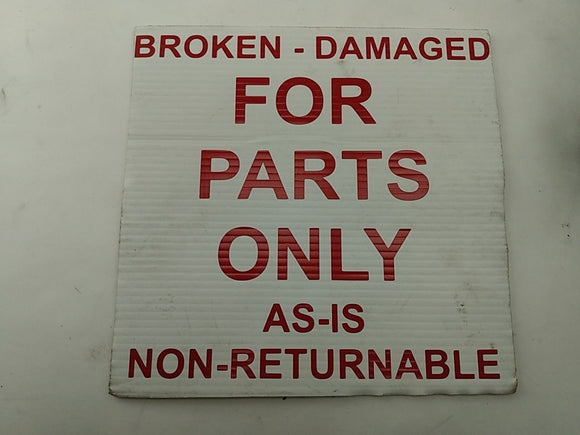 BROKEN - DAMAGED
FOR
PARTS
ONLY
AS-IS
NON-RETURNABLE